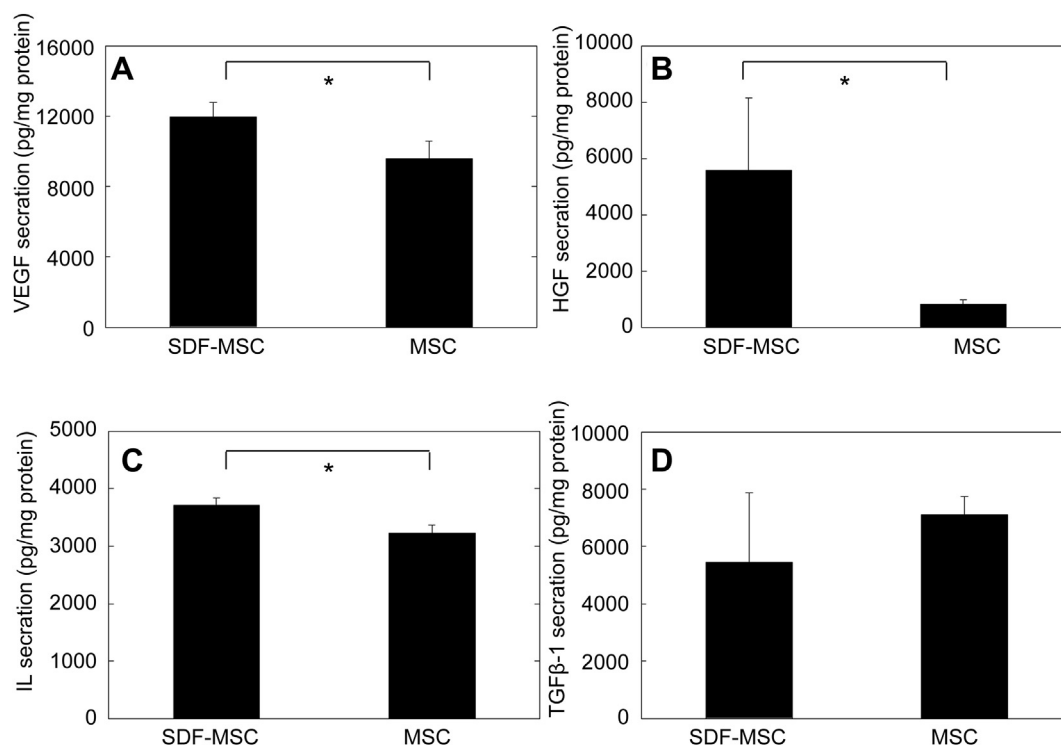 A
VEGF secration (pg/mg protein)
16000
12000
8000
4000
0
*
SDF-MSC MSC
B
HGF secration (pg/mg protein)
10000
8000
6000
4000
2000
0
*
SDF-MSC MSC
C
IL secration (pg/mg protein)
5000
4000
3000
2000
1000
0
*
SDF-MSC MSC
D
TGFβ-1 secration (pg/mg protein)
10000
8000
6000
4000
2000
0
SDF-MSC MSC